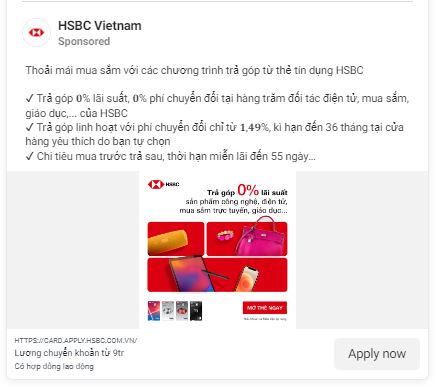 HSBC Vietnam
Sponsored
Thoải mái mua sắm với các chương trình trả góp từ thẻ tín dụng HSBC
✓ Trả góp 0% lãi suất, 0% phí chuyển đổi tại hàng trăm đối tác điện tử, mua sắm,
giáo dục,... của HSBC
✓ Trả góp linh hoạt với phí chuyển đổi chỉ từ 1,49%, kì hạn đến 36 tháng tại cửa
hàng yêu thích do bạn tự chọn
✓ Chi tiêu mua trước trả sau, thời hạn miễn lãi đến 55 ngày...
HSBC
Trả góp 0% lãi suất
sản phẩm công nghệ, điện tử,
mua sắm trực tuyến, giáo dục...
MỞ THẺ NGAY
HTTPS://CARD.APPLY.HSBC.COM.VN/
Lương chuyển khoản từ 9tr
Có hợp đồng lao động
Apply now